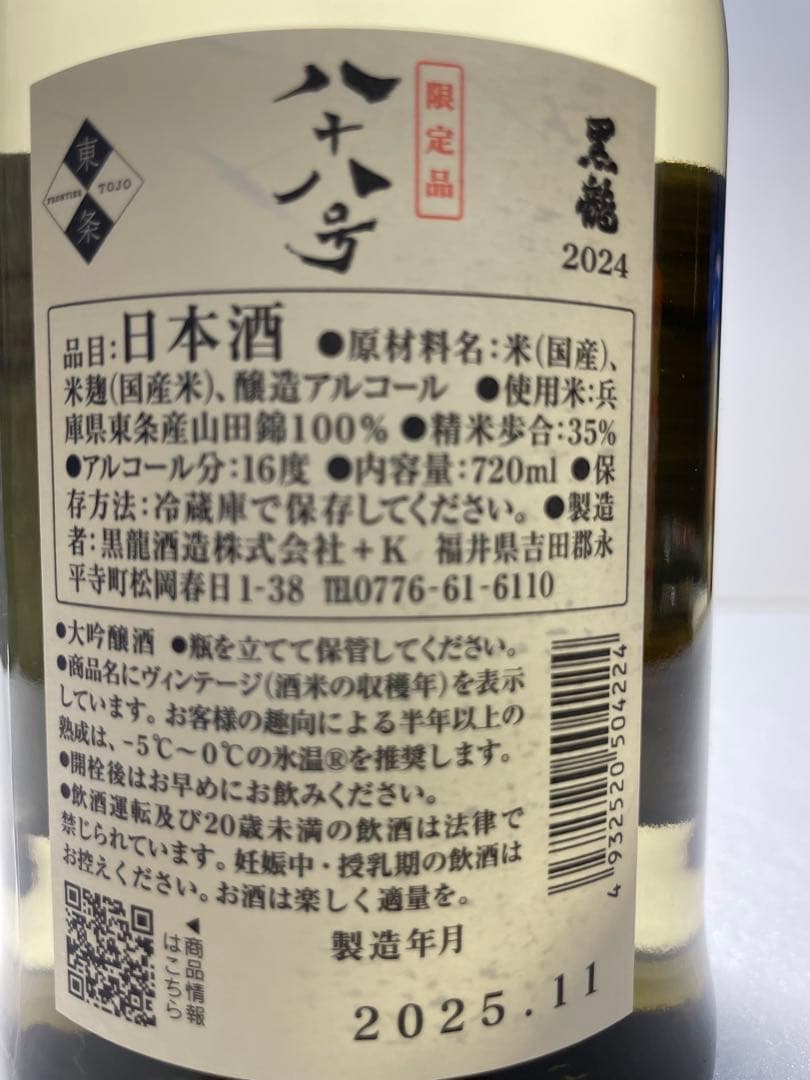 黒龍
2024
限定品
八十八号
東
FRONTIER TOJO
条
品目:日本酒 ●原材料名:米(国産)、
米麹(国産米)、醸造アルコール ●使用米:兵
庫県東条産山田錦100% ●精米歩合:35%
●アルコール分:16度 ●内容量:720ml ●保
存方法:冷蔵庫で保存してください。 ●製造
者:黒龍酒造株式会社+K 福井県吉田郡永
平寺町松岡春日1-38 ℡0776-61-6110
●大吟醸酒 ●瓶を立てて保管してください。
●商品名にヴィンテージ(酒米の収穫年)を表示
しています。お客様の趣向による半年以上の
熟成は、-5℃～0℃の氷温®を推奨します。
●開栓後はお早めにお飲みください。
●飲酒運転及び20歳未満の飲酒は法律で
禁じられています。妊娠中・授乳期の飲酒は
お控えください。お酒は楽しく適量を。
4 932520 504224
◀商品情報
はこちら
製造年月
2025.11